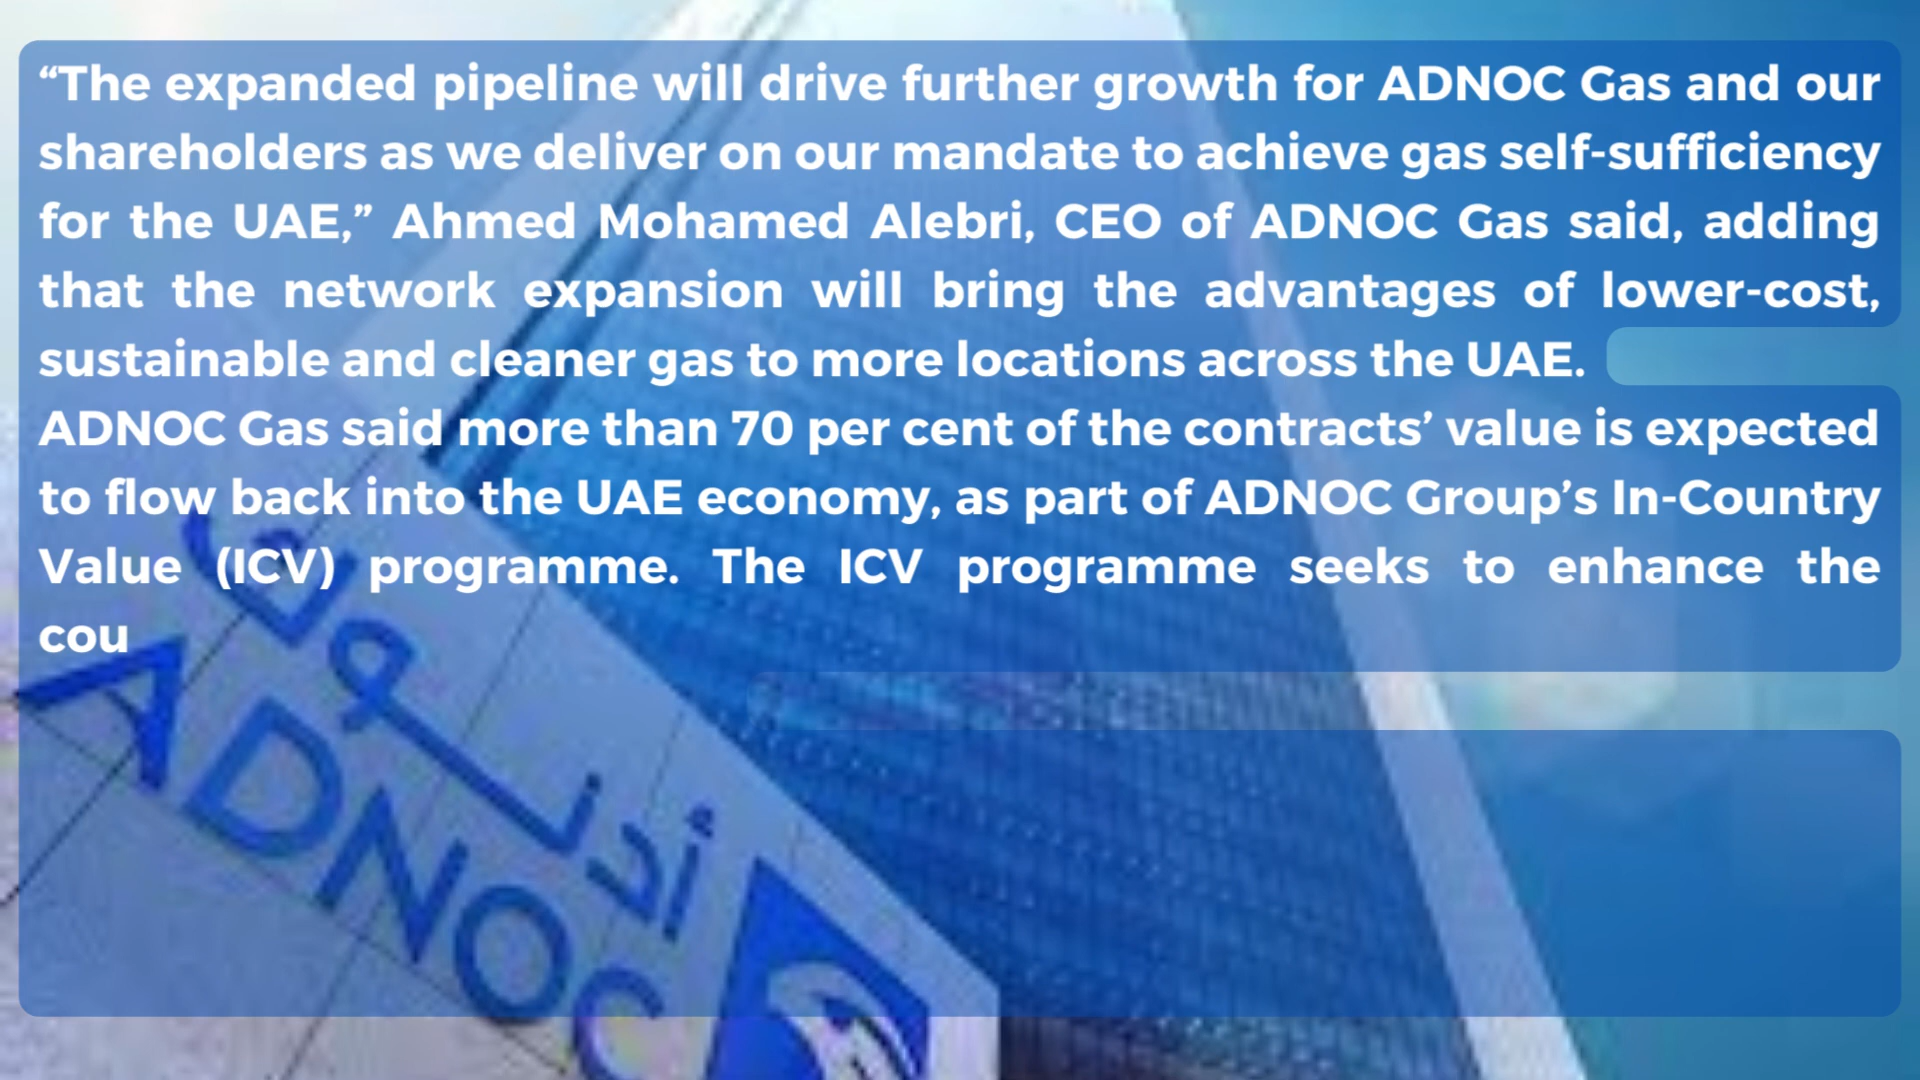 “The expanded pipeline will drive further growth for ADNOC Gas and our
shareholders as we deliver on our mandate to achieve gas self-sufficiency
for the UAE,” Ahmed Mohamed Alebri, CEO of ADNOC Gas said, adding
that the network expansion will bring the advantages of lower-cost,
sustainable and cleaner gas to more locations across the UAE.
ADNOC Gas said more than 70 per cent of the contracts’ value is expected
to flow back into the UAE economy, as part of ADNOC Group’s In-Country
Value (ICV) programme. The ICV programme seeks to enhance the
cou
أدنوك
ADNOC